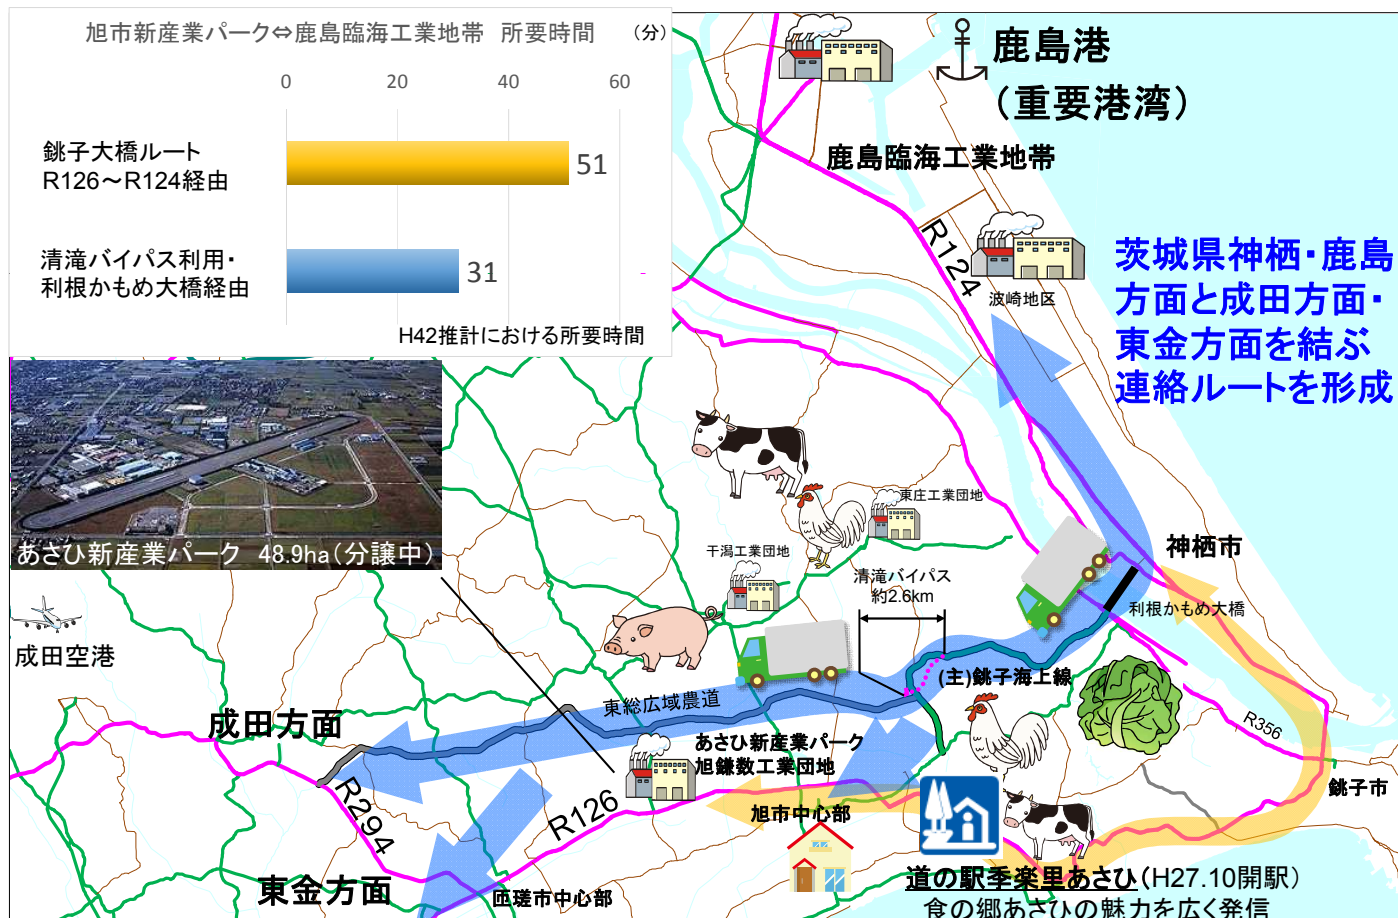 旭市新産業パーク⇔鹿島臨海工業地帯 所要時間 (分)
0 20 40 60
銚子大橋ルート
R126～R124経由
51
清滝バイパス利用・
利根かもめ大橋経由
31
H42推計における所要時間
鹿島港
（重要港湾）
鹿島臨海工業地帯
R124
波崎地区
茨城県神栖・鹿島
方面と成田方面・
東金方面を結ぶ
連絡ルートを形成
あさひ新産業パーク 48.9ha（分譲中）
東庄工業団地
干潟工業団地
清滝バイパス
約2.6km
神栖市
利根かもめ大橋
成田空港
(主)銚子海上線
東総広域農道
成田方面
あさひ新産業パーク
旭鎌数工業団地
R356
銚子市
R294
R126
旭市中心部
東金方面
匝瑳市中心部
道の駅季楽里あさひ(H27.10開駅)
食の郷あさひの魅力を広く発信